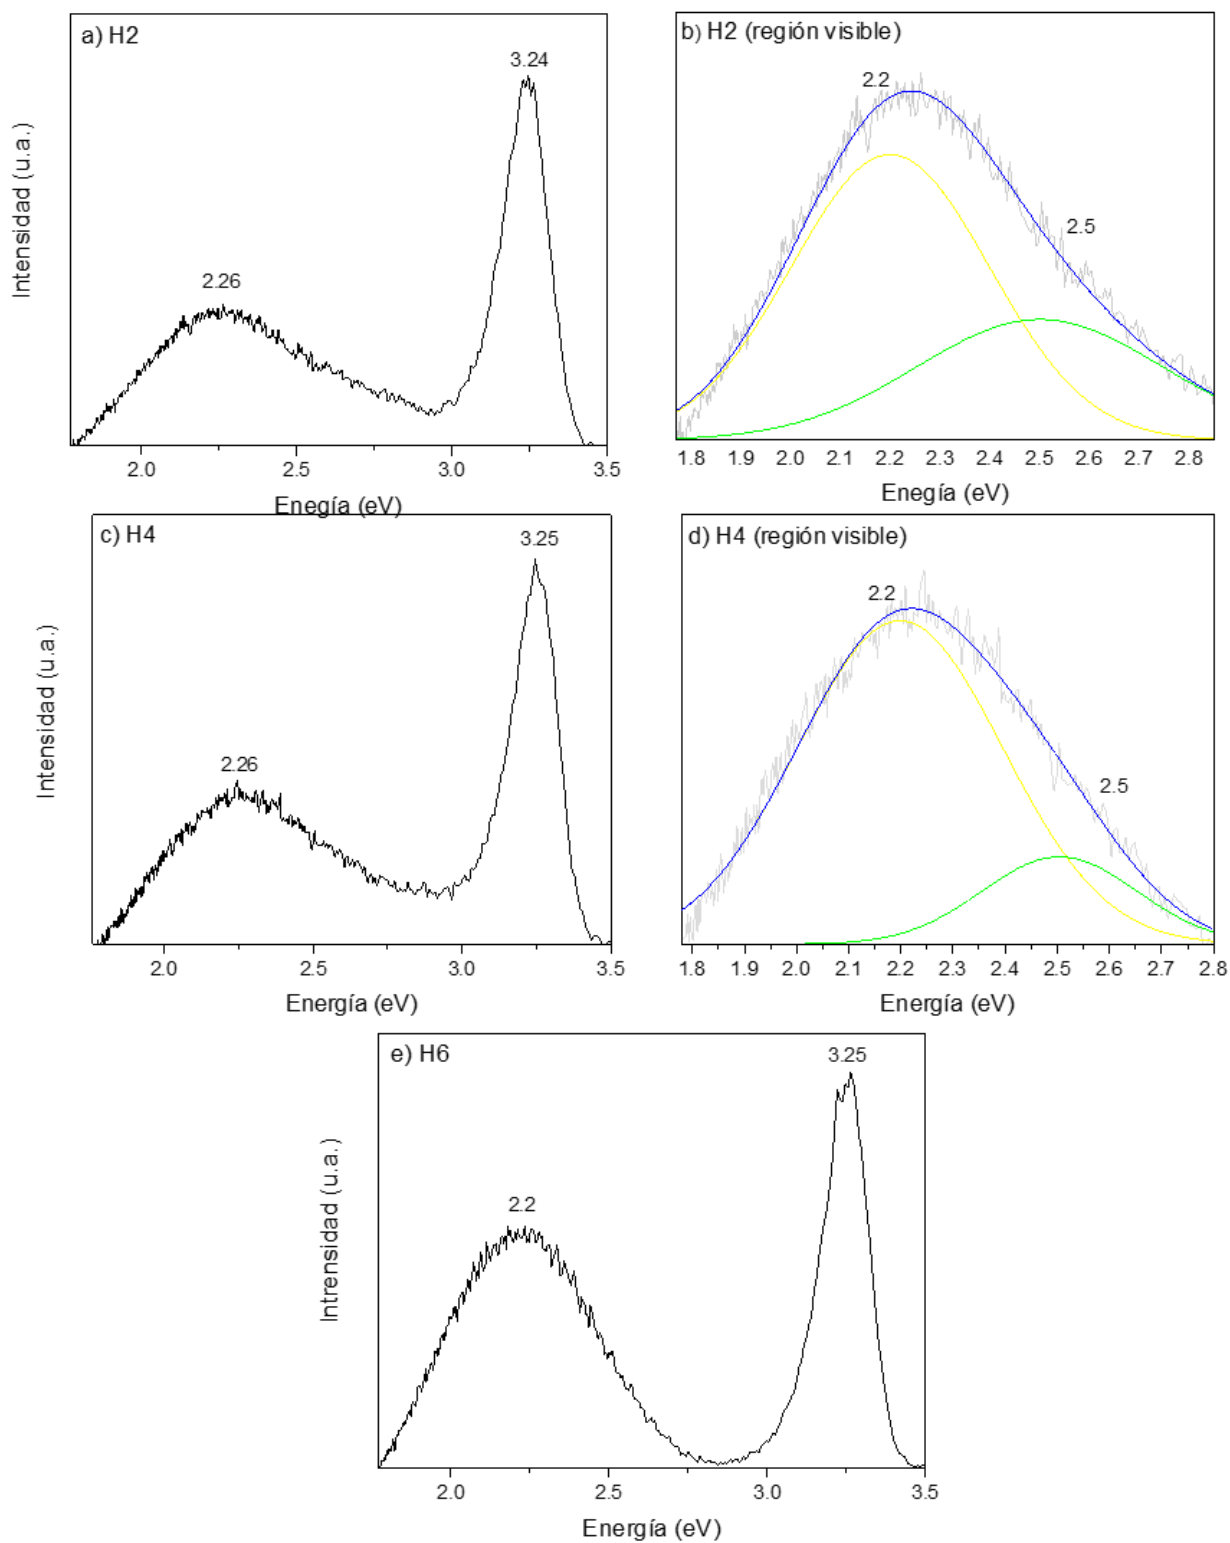 a) H2
3.24
2.26
Intensidad (u.a.)
2.0 2.5 3.0 3.5
Enegía (eV)
b) H2 (región visible)
2.2
2.5
1.8 1.9 2.0 2.1 2.2 2.3 2.4 2.5 2.6 2.7 2.8
Enegía (eV)
c) H4
3.25
2.26
Intensidad (u.a.)
2.0 2.5 3.0 3.5
Energía (eV)
d) H4 (región visible)
2.2
2.5
1.8 1.9 2.0 2.1 2.2 2.3 2.4 2.5 2.6 2.7 2.8
Energía (eV)
e) H6
3.25
2.2
Intrensidad (u.a.)
2.0 2.5 3.0 3.5
Energía (eV)